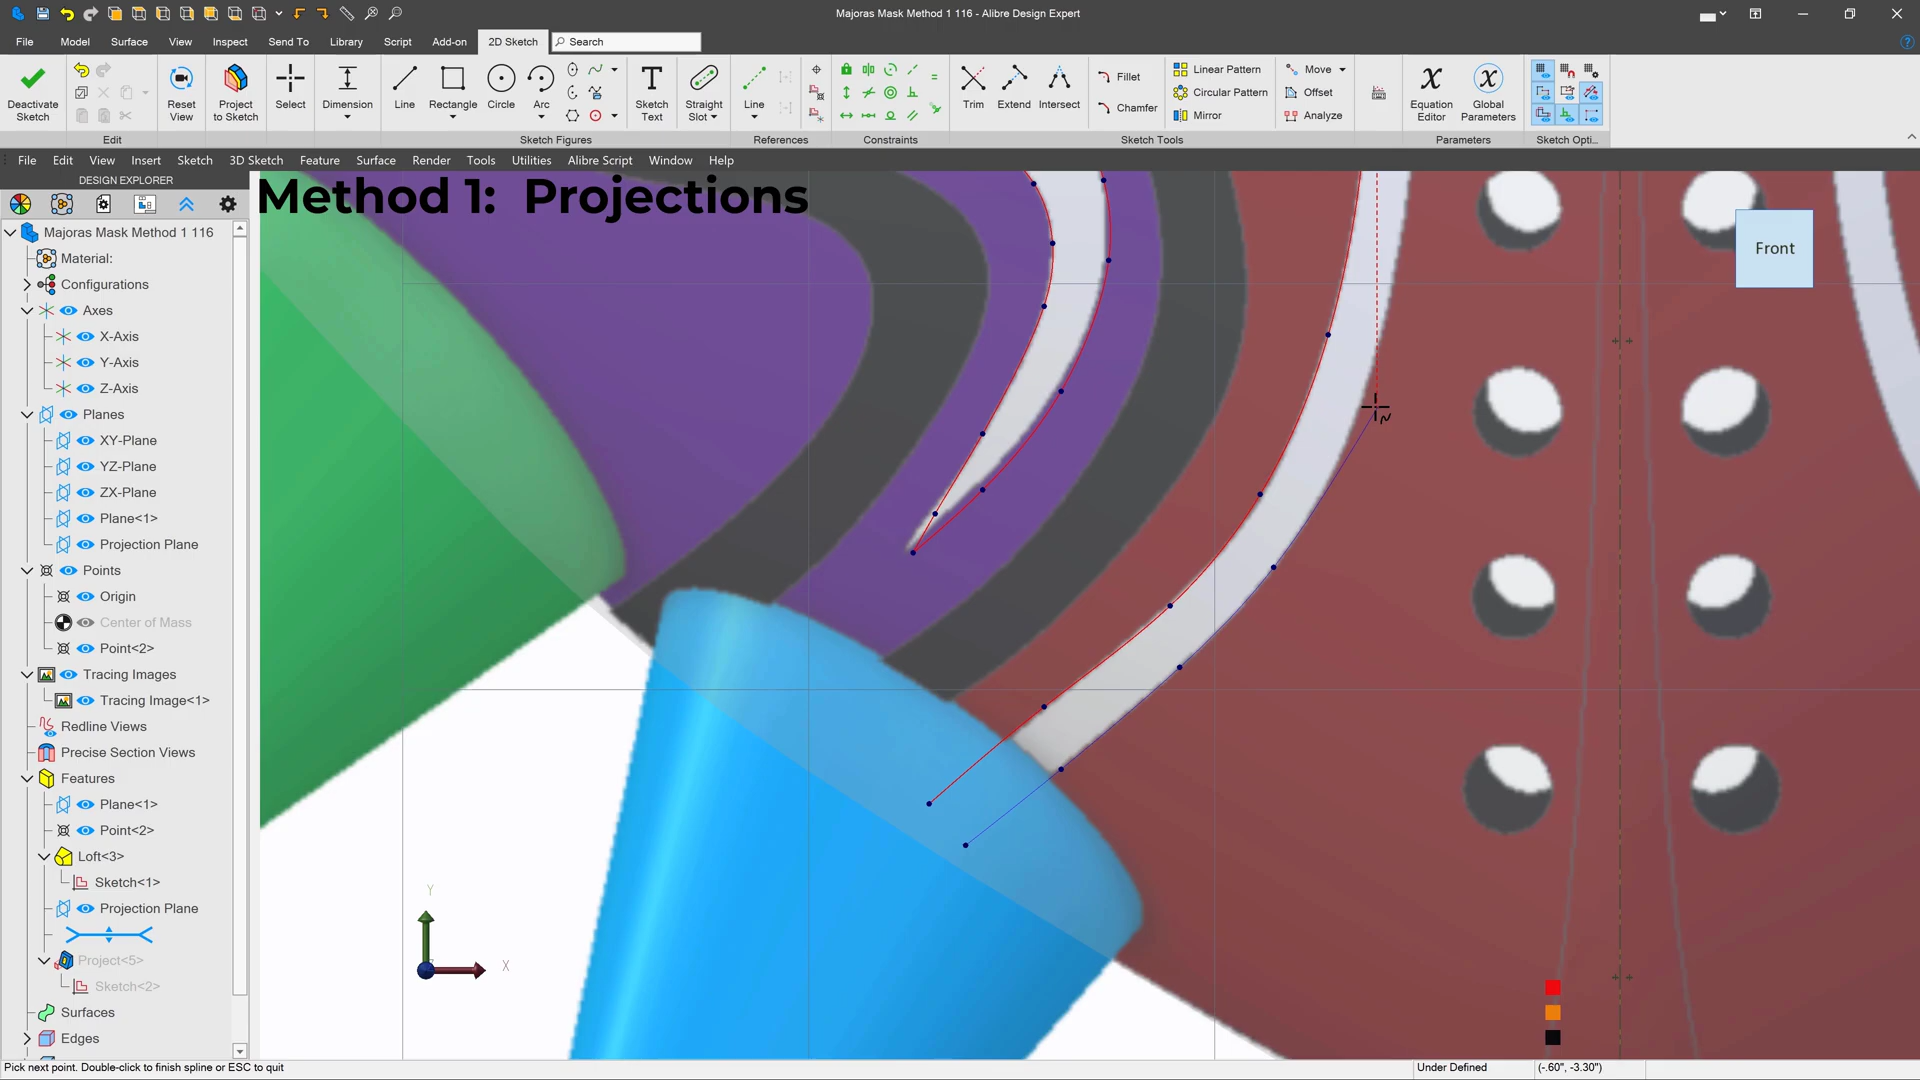 Majoras Mask Method 1 116 - Alibre Design Expert
File Model Surface View Inspect Send To Library Script Add-on 2D Sketch Search
Deactivate Sketch
Edit
Reset View
Project to Sketch
Select
Dimension
Line
Rectangle
Circle
Arc
Sketch Text
Straight Slot
Sketch Figures
Line
References
Constraints
Trim
Extend
Intersect
Fillet
Chamfer
Linear Pattern
Circular Pattern
Mirror
Move
Offset
Analyze
Sketch Tools
Equation Editor
Global Parameters
Parameters
Sketch Opti...
File Edit View Insert Sketch 3D Sketch Feature Surface Render Tools Utilities Alibre Script Window Help
DESIGN EXPLORER
Majoras Mask Method 1 116
Material:
Configurations
Axes
X-Axis
Y-Axis
Z-Axis
Planes
XY-Plane
YZ-Plane
ZX-Plane
Plane<1>
Projection Plane
Points
Origin
Center of Mass
Point<2>
Tracing Images
Tracing Image<1>
Redline Views
Precise Section Views
Features
Plane<1>
Point<2>
Loft<3>
Sketch<1>
Projection Plane
Project<5>
Sketch<2>
Surfaces
Edges
Method 1: Projections
Front
Y
X
Pick next point. Double-click to finish spline or ESC to quit
Under Defined
(-.60", -3.30")